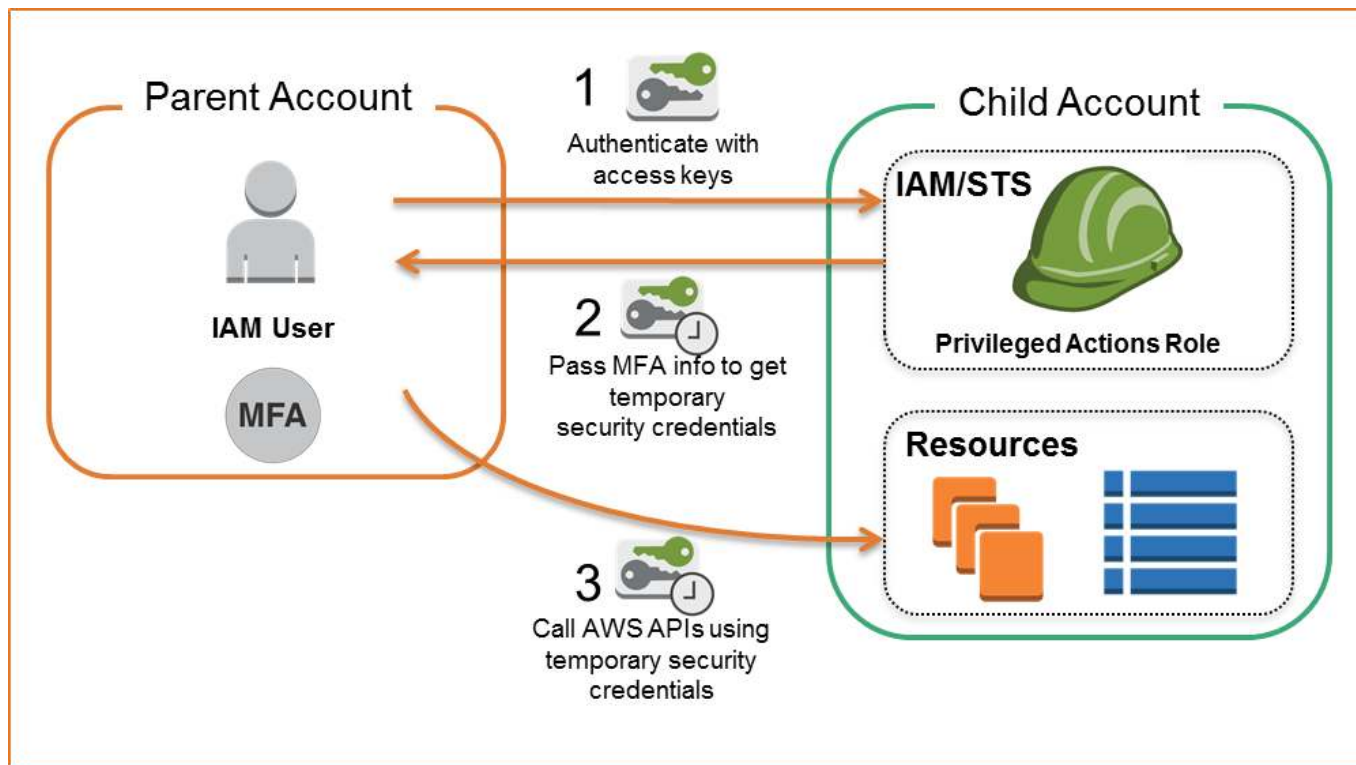 Parent Account
IAM User
MFA
1
Authenticate with
access keys
2
Pass MFA info to get
temporary
security credentials
3
Call AWS APIs using
temporary security
credentials
Child Account
IAM/STS
Privileged Actions Role
Resources